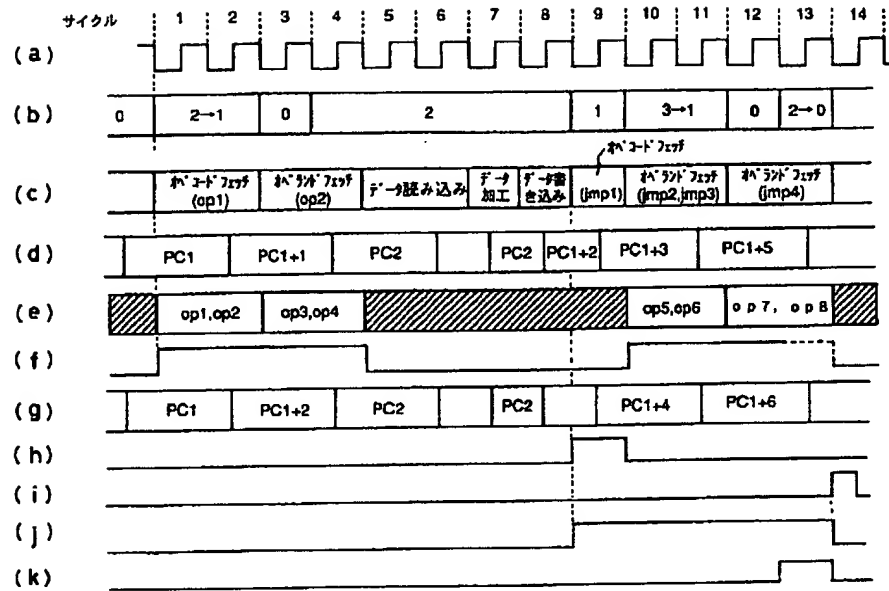 サイクル 1 2 3 4 5 6 7 8 9 10 11 12 13 14
(a)
(b) 0 2→1 0 2 1 3→1 0 2→0
オペコードフェッチ
(c) オペコードフェッチ (op1) オペランドフェッチ (op2) データ読み込み データ加工 データ書き込み (jmp1) オペランドフェッチ (jmp2,jmp3) オペランドフェッチ (jmp4)
(d) PC1 PC1+1 PC2 PC2 PC1+2 PC1+3 PC1+5
(e) op1,op2 op3,op4 op5,op6 op7, op8
(f)
(g) PC1 PC1+2 PC2 PC2 PC1+4 PC1+6
(h)
(i)
(j)
(k)